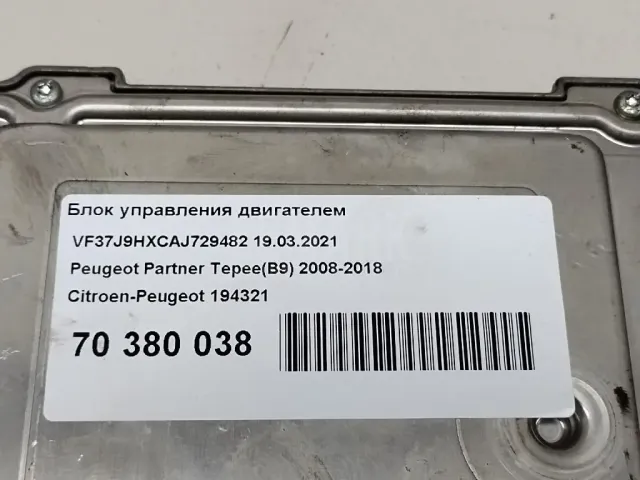 Блок управления двигателем
VF37J9HXCAJ729482 19.03.2021
Peugeot Partner Tepee(B9) 2008-2018
Citroen-Peugeot 194321
70 380 038